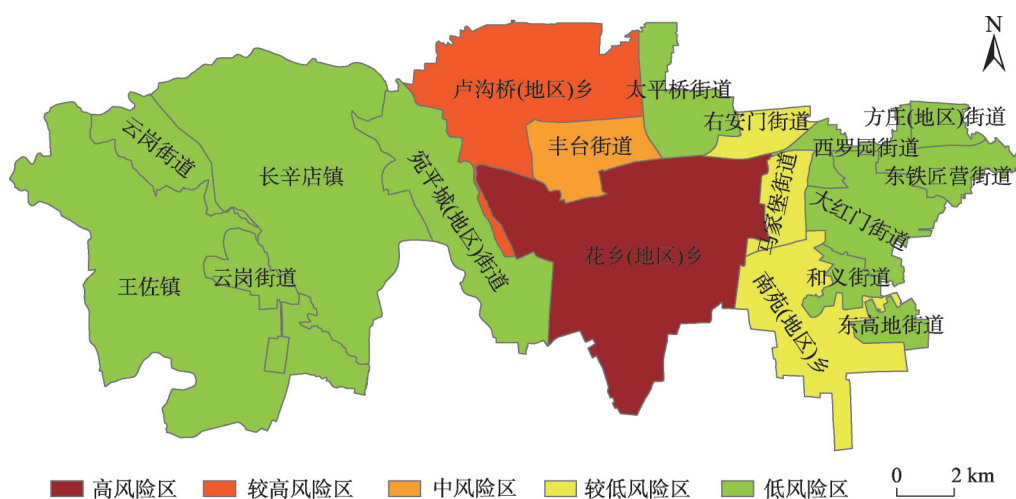 N
卢沟桥(地区)乡
太平桥街道
方庄(地区)街道
右安门街道
云岗街道
丰台街道
西罗园街道
长辛店镇
宛平城(地区)街道
东铁匠营街道
马家堡街道
大红门街道
花乡(地区)乡
王佐镇
云岗街道
和义街道
南苑(地区)乡
东高地街道
高风险区 较高风险区 中风险区 较低风险区 低风险区
0 2 km